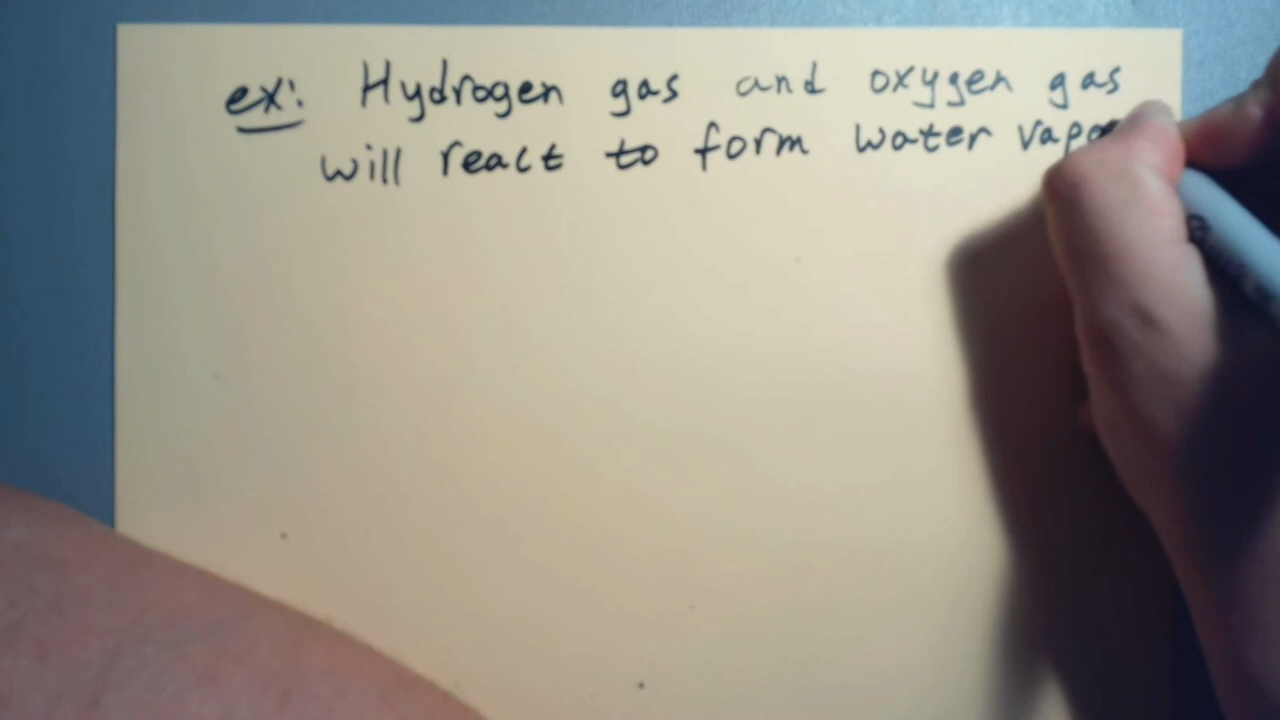 ex: Hydrogen gas and oxygen gas
will react to form water